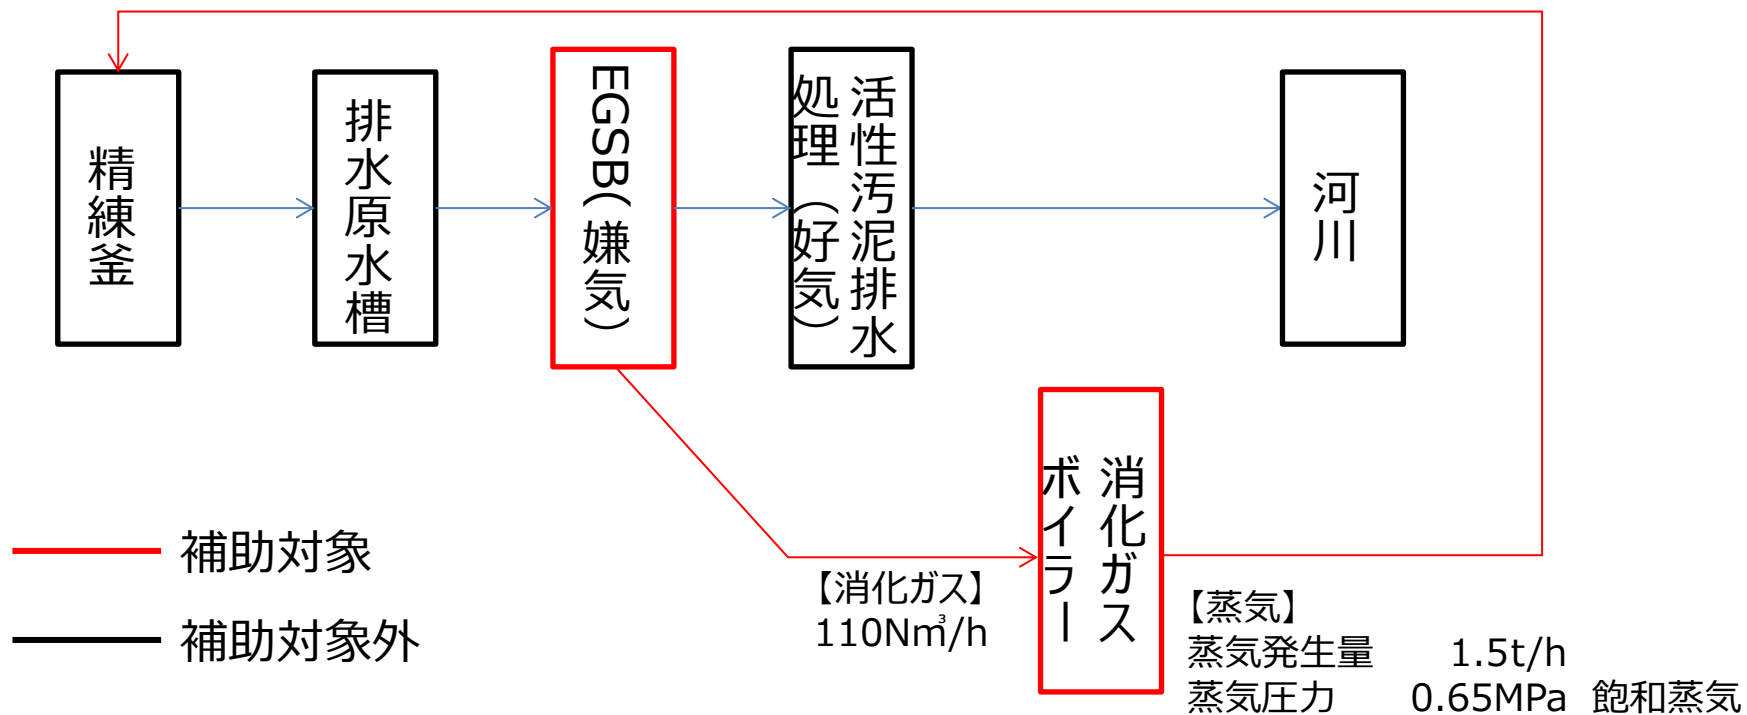 精練釜
排水原水槽
EGSB(嫌気)
活性汚泥排水
処理(好気)
河川
消化ガス
ボイラー
補助対象
補助対象外
【消化ガス】
110Nm³/h
【蒸気】
蒸気発生量 1.5t/h
蒸気圧力 0.65MPa 飽和蒸気